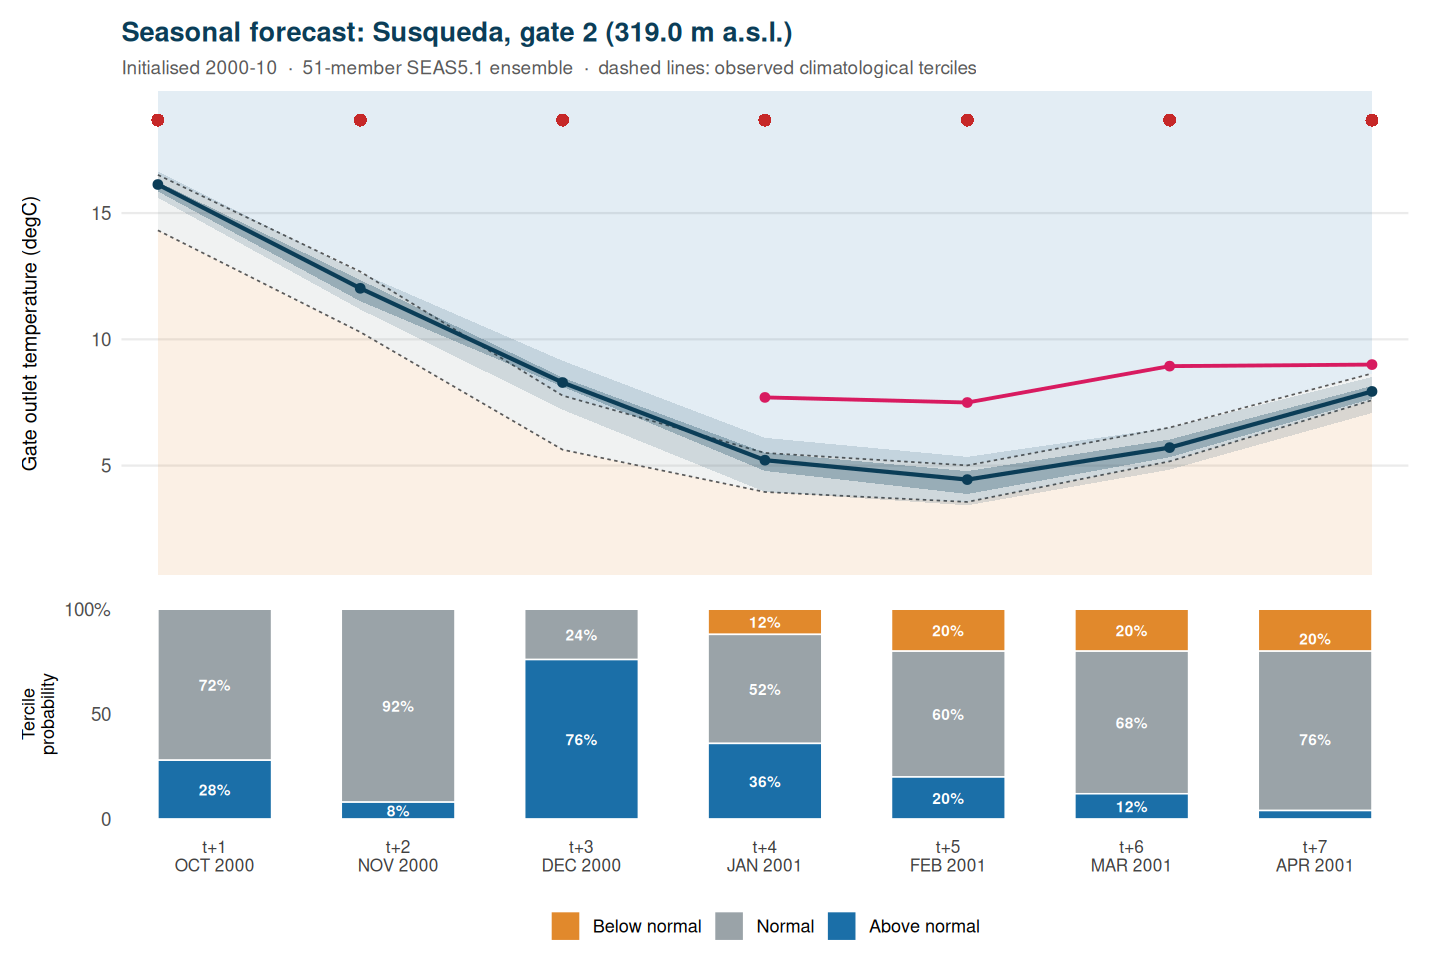 Seasonal forecast: Susqueda, gate 2 (319.0 m a.s.l.)
Initialised 2000-10 · 51-member SEAS5.1 ensemble · dashed lines: observed climatological terciles
Gate outlet temperature (degC)
15
10
5
Tercile
probability
100%
50
0
72%
28%
92%
8%
24%
76%
12%
52%
36%
20%
60%
20%
20%
68%
12%
20%
76%
t+1
OCT 2000
t+2
NOV 2000
t+3
DEC 2000
t+4
JAN 2001
t+5
FEB 2001
t+6
MAR 2001
t+7
APR 2001
Below normal
Normal
Above normal